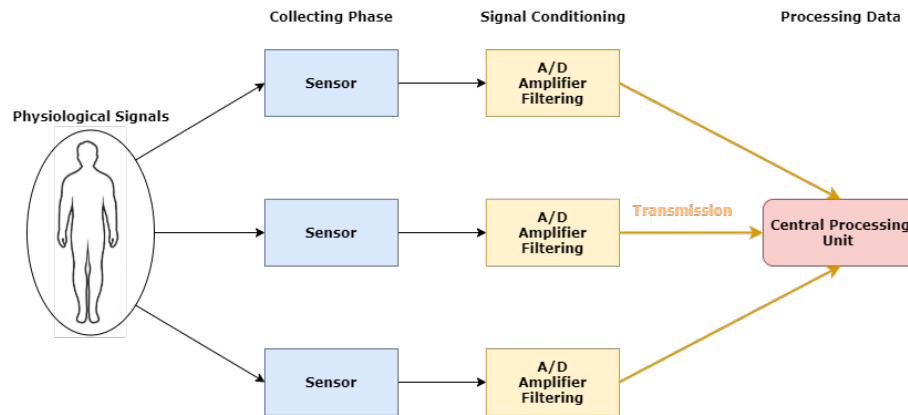 Collecting Phase
Signal Conditioning
Processing Data
Sensor
A/D
Amplifier
Filtering
Physiological Signals
Sensor
A/D
Amplifier
Filtering
Transmission
Central Processing
Unit
Sensor
A/D
Amplifier
Filtering